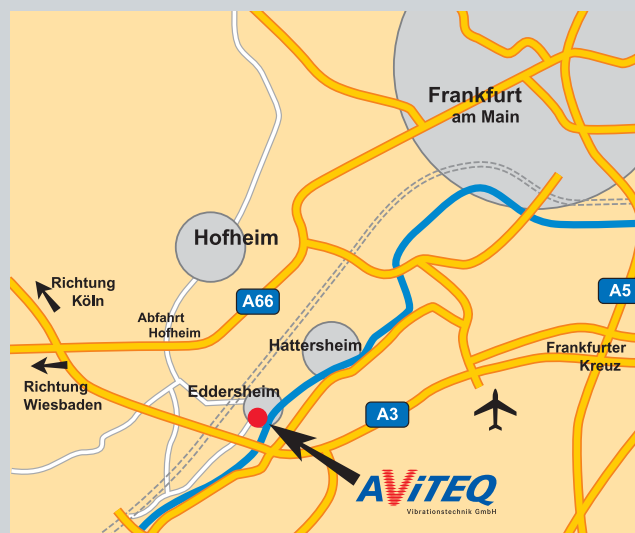 Frankfurt
am Main
Hofheim
Richtung
Köln
A66
A5
Abfahrt
Hofheim
Hattersheim
Frankfurter
Kreuz
Richtung
Wiesbaden
Eddersheim
A3
AViTEQ
Vibrationstechnik GmbH